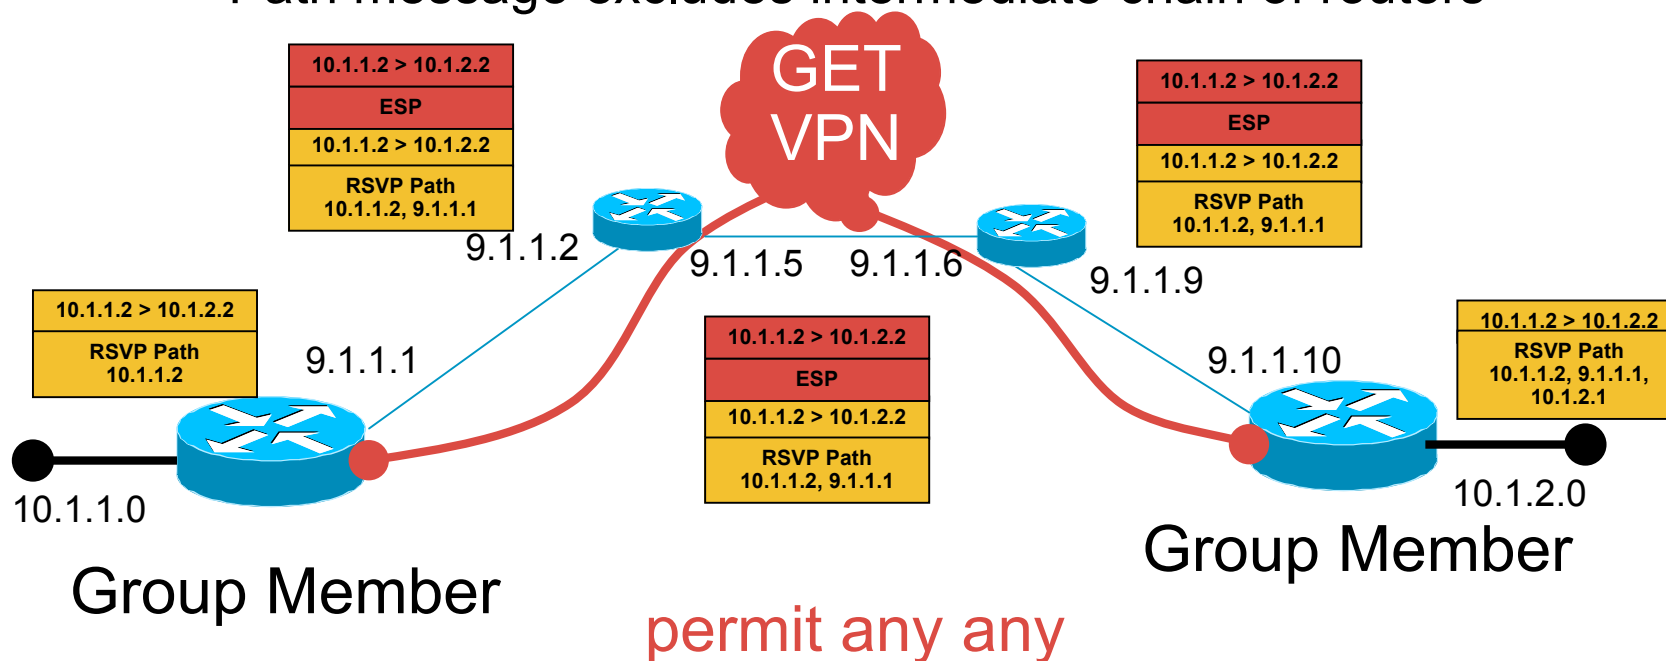 Path message excludes intermediate chain of routers
10.1.1.2 > 10.1.2.2
ESP
10.1.1.2 > 10.1.2.2
RSVP Path
10.1.1.2, 9.1.1.1
GET
VPN
10.1.1.2 > 10.1.2.2
ESP
10.1.1.2 > 10.1.2.2
RSVP Path
10.1.1.2, 9.1.1.1
9.1.1.2
9.1.1.5
9.1.1.6
9.1.1.9
10.1.1.2 > 10.1.2.2
RSVP Path
10.1.1.2
9.1.1.1
10.1.1.2 > 10.1.2.2
ESP
10.1.1.2 > 10.1.2.2
RSVP Path
10.1.1.2, 9.1.1.1
9.1.1.10
10.1.1.2 > 10.1.2.2
RSVP Path
10.1.1.2, 9.1.1.1,
10.1.2.1
10.1.1.0
10.1.2.0
Group Member
Group Member
permit any any